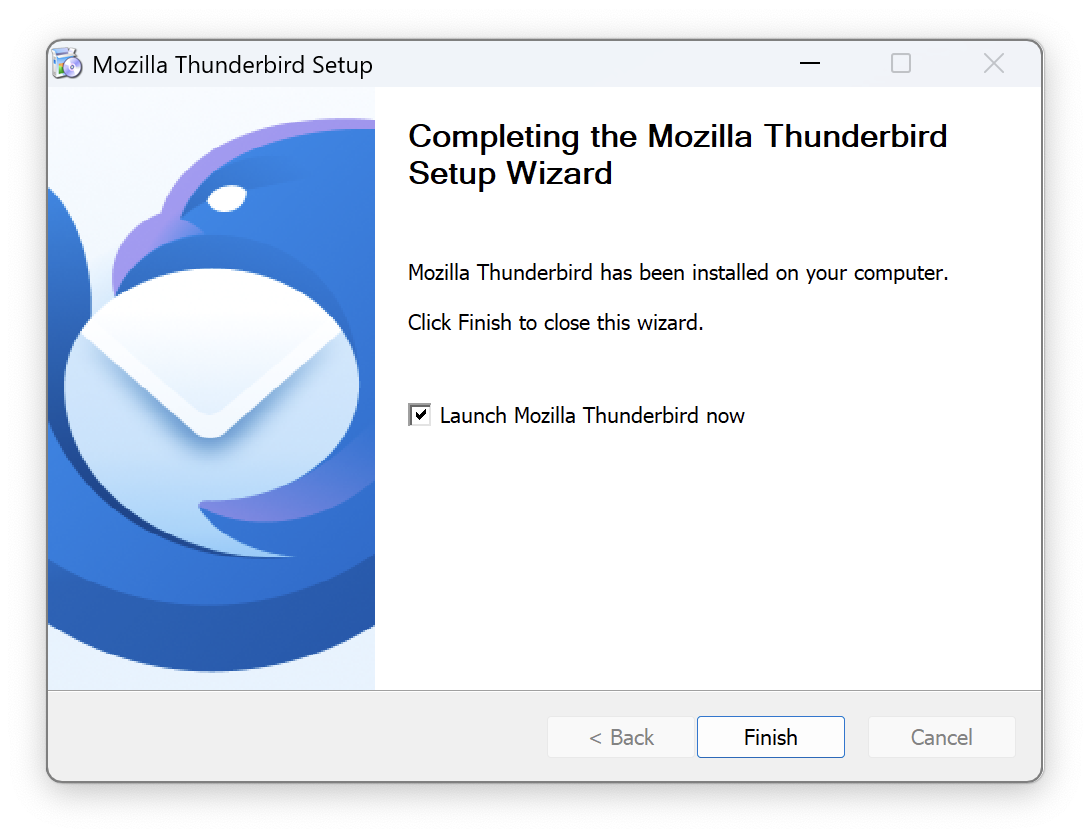 Mozilla Thunderbird Setup
Completing the Mozilla Thunderbird
Setup Wizard
Mozilla Thunderbird has been installed on your computer.
Click Finish to close this wizard.
Launch Mozilla Thunderbird now
< Back
Finish
Cancel